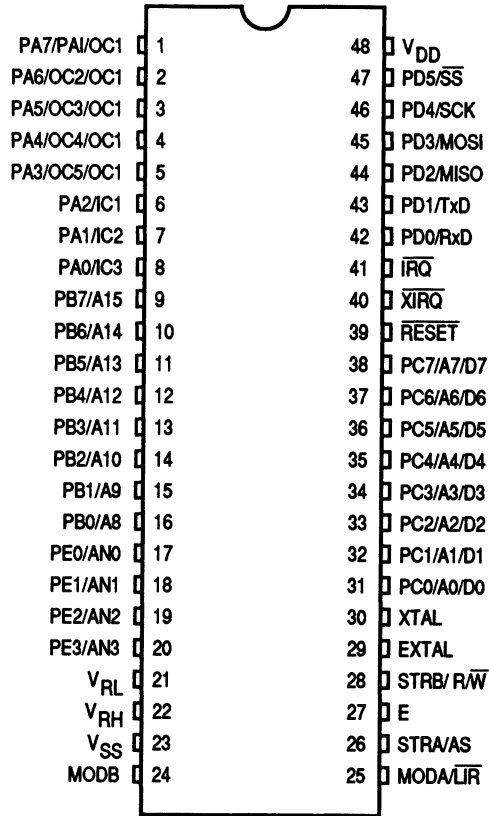 PA7/PAI/OC1 1 48 VDD
PA6/OC2/OC1 2 47 PD5/S̅S̅
PA5/OC3/OC1 3 46 PD4/SCK
PA4/OC4/OC1 4 45 PD3/MOSI
PA3/OC5/OC1 5 44 PD2/MISO
PA2/IC1 6 43 PD1/TxD
PA1/IC2 7 42 PD0/RxD
PA0/IC3 8 41 I̅R̅Q̅
PB7/A15 9 40 X̅I̅R̅Q̅
PB6/A14 10 39 R̅E̅S̅E̅T̅
PB5/A13 11 38 PC7/A7/D7
PB4/A12 12 37 PC6/A6/D6
PB3/A11 13 36 PC5/A5/D5
PB2/A10 14 35 PC4/A4/D4
PB1/A9 15 34 PC3/A3/D3
PB0/A8 16 33 PC2/A2/D2
PE0/AN0 17 32 PC1/A1/D1
PE1/AN1 18 31 PC0/A0/D0
PE2/AN2 19 30 XTAL
PE3/AN3 20 29 EXTAL
VRL 21 28 STRB/ R/W̅
VRH 22 27 E
VSS 23 26 STRA/AS
MODB 24 25 MODA/L̅I̅R̅